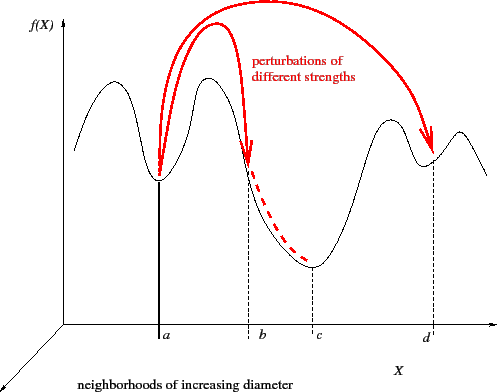 f(X)
perturbations of
different strengths
a
b
c
d
X
neighborhoods of increasing diameter